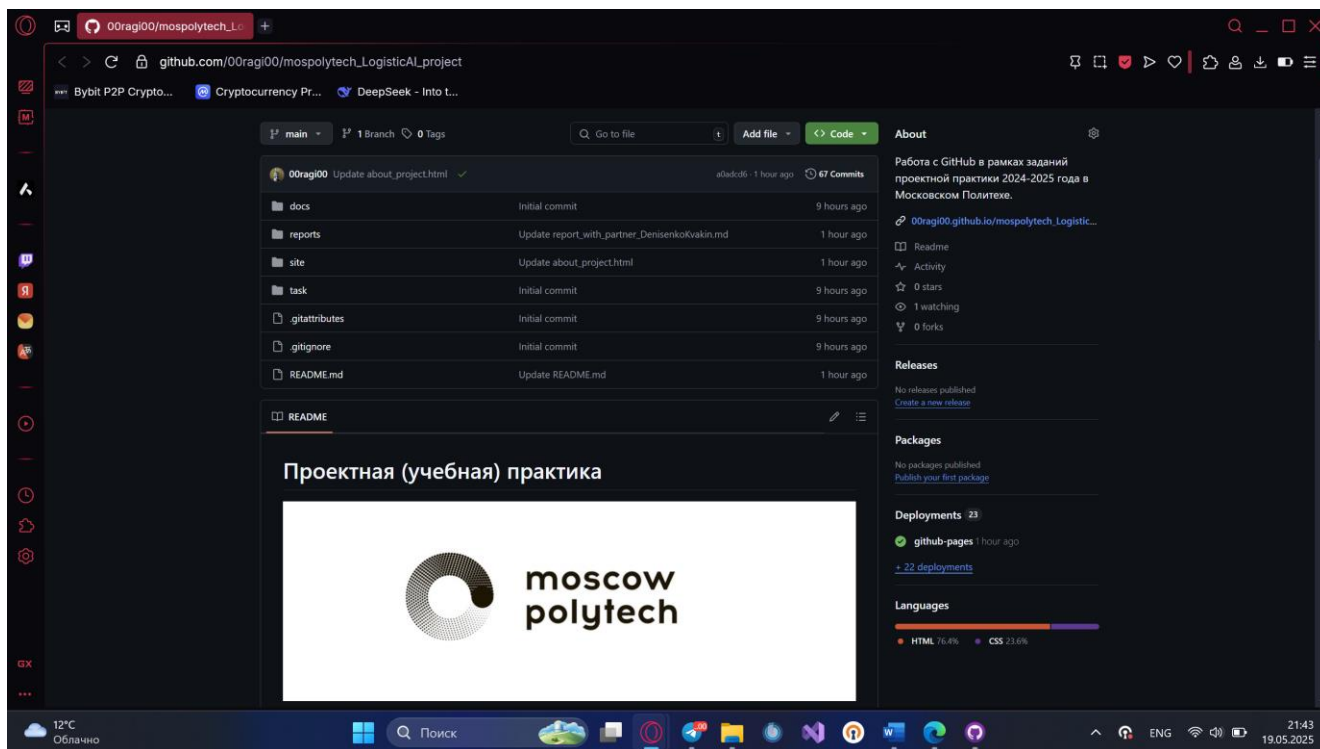 00ragi00/mospolytech_Lo
github.com/00ragi00/mospolytech_LogisticAI_project
Bybit P2P Crypto...
Cryptocurrency Pr...
DeepSeek - Into t...
main
1 Branch
0 Tags
Go to file
t
Add file
Code
00ragi00 Update about_project.html
a0adcd6 · 1 hour ago
67 Commits
docs Initial commit 9 hours ago
reports Update report_with_partner_DenisenkoKvakin.md 1 hour ago
site Update about_project.html 1 hour ago
task Initial commit 9 hours ago
.gitattributes Initial commit 9 hours ago
.gitignore Initial commit 9 hours ago
README.md Update README.md 1 hour ago
README
Проектная (учебная) практика
moscow
polytech
About
Работа с GitHub в рамках заданий
проектной практики 2024-2025 года в
Московском Политехе.
00ragi00.github.io/mospolytech_Logistic...
Readme
Activity
0 stars
1 watching
0 forks
Releases
No releases published
Create a new release
Packages
No packages published
Publish your first package
Deployments 23
github-pages 1 hour ago
+ 22 deployments
Languages
HTML 76.4% CSS 23.6%
GX
12°C
Облачно
Поиск
ENG
21:43
19.05.2025